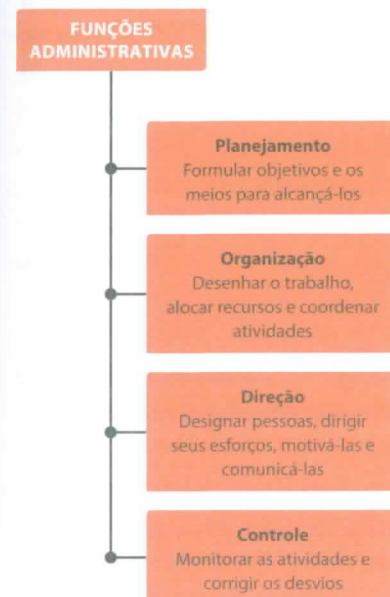 FUNÇÕES
ADMINISTRATIVAS
Planejamento
Formular objetivos e os
meios para alcançá-los
Organização
Desenhar o trabalho,
alocar recursos e coordenar
atividades
Direção
Designar pessoas, dirigir
seus esforços, motivá-las e
comunicá-las
Controle
Monitorar as atividades e
corrigir os desvios